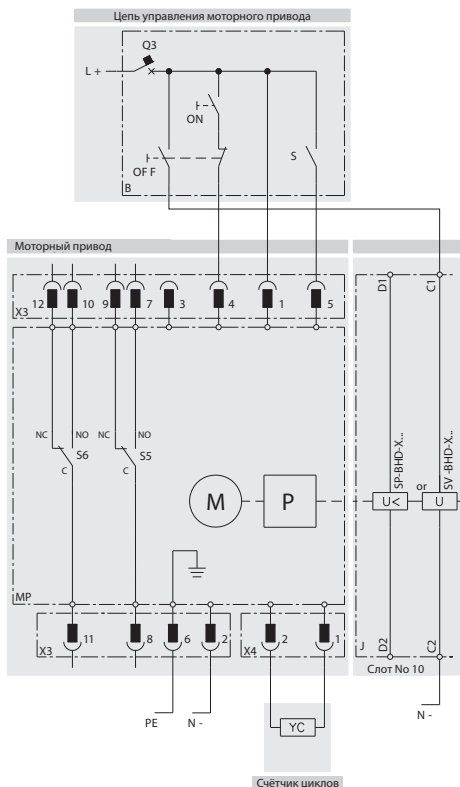 Цепь управления моторного привода
Q3
L +
ON
OF F
S
B
Моторный привод
12 10 9 7 3 4 1 5
X3
D1 C1
NC NO NC NO
S6 S5
C C
M P
SP-BHD-X...
or
SV -BHD-X...
U< U
MP
11 8 6 2 2 1
X3 X4
D2 C2
J
Слот No 10
PE N -
N -
YC
Счётчик циклов